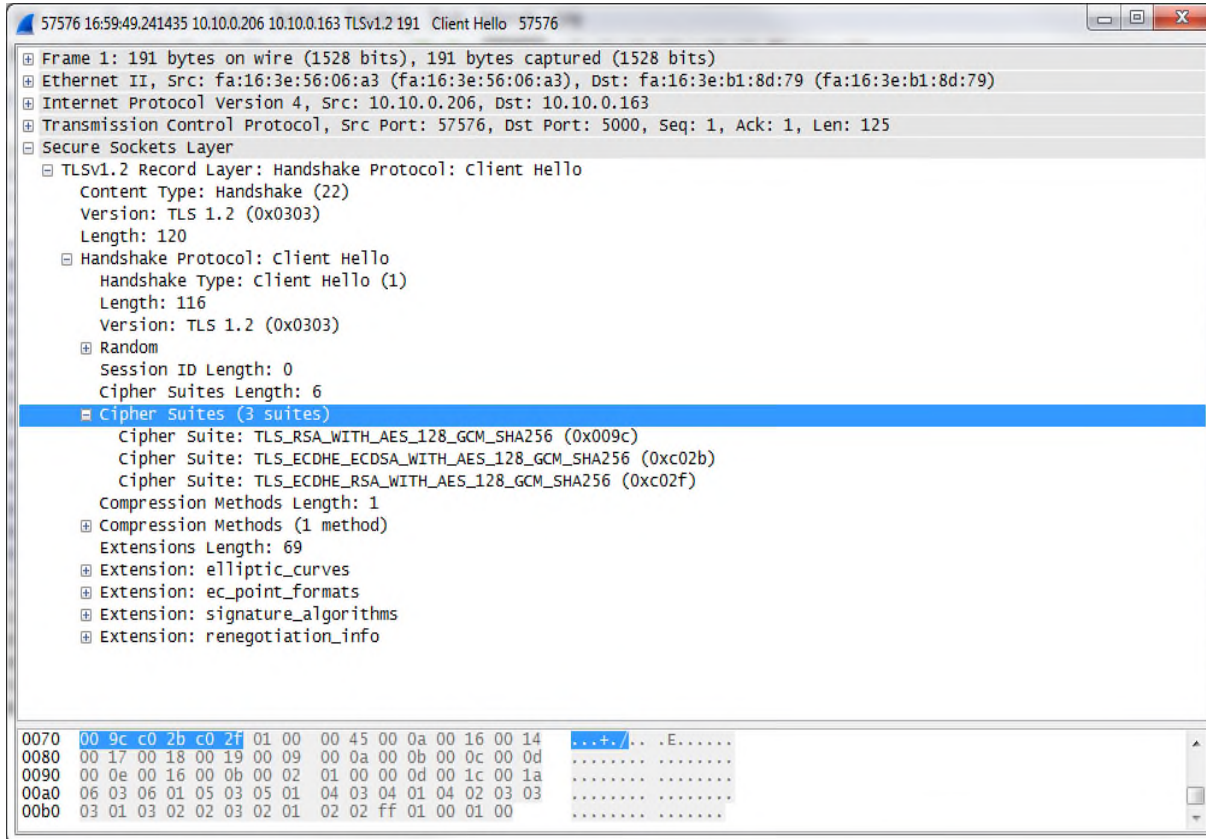 57576 16:59:49.241435 10.10.0.206 10.10.0.163 TLSv1.2 191 Client Hello 57576
Frame 1: 191 bytes on wire (1528 bits), 191 bytes captured (1528 bits)
Ethernet II, Src: fa:16:3e:56:06:a3 (fa:16:3e:56:06:a3), Dst: fa:16:3e:b1:8d:79 (fa:16:3e:b1:8d:79)
Internet Protocol Version 4, Src: 10.10.0.206, Dst: 10.10.0.163
Transmission Control Protocol, Src Port: 57576, Dst Port: 5000, Seq: 1, Ack: 1, Len: 125
Secure Sockets Layer
TLSv1.2 Record Layer: Handshake Protocol: Client Hello
Content Type: Handshake (22)
Version: TLS 1.2 (0x0303)
Length: 120
Handshake Protocol: Client Hello
Handshake Type: Client Hello (1)
Length: 116
Version: TLS 1.2 (0x0303)
Random
Session ID Length: 0
Cipher Suites Length: 6
Cipher Suites (3 suites)
Cipher Suite: TLS_RSA_WITH_AES_128_GCM_SHA256 (0x009c)
Cipher Suite: TLS_ECDHE_ECDSA_WITH_AES_128_GCM_SHA256 (0xc02b)
Cipher Suite: TLS_ECDHE_RSA_WITH_AES_128_GCM_SHA256 (0xc02f)
Compression Methods Length: 1
Compression Methods (1 method)
Extensions Length: 69
Extension: elliptic_curves
Extension: ec_point_formats
Extension: signature_algorithms
Extension: renegotiation_info
0070 00 9c c0 2b c0 2f 01 00 00 45 00 0a 00 16 00 14 ...+./.. .E......
0080 00 17 00 18 00 19 00 09 00 0a 00 0b 00 0c 00 0d ........ ........
0090 00 0e 00 16 00 0b 00 02 01 00 00 0d 00 1c 00 1a ........ ........
00a0 06 03 06 01 05 03 05 01 04 03 04 01 04 02 03 03 ........ ........
00b0 03 01 03 02 02 03 02 01 02 02 ff 01 00 01 00 ........ .......